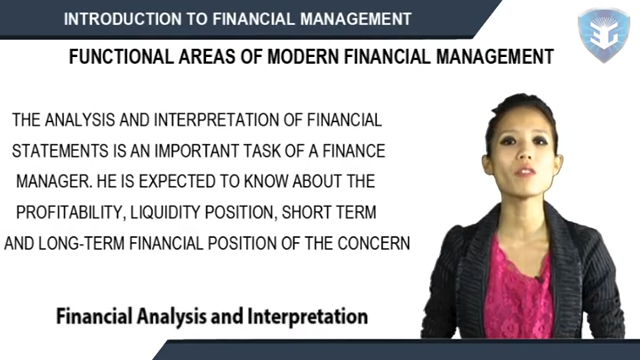 INTRODUCTION TO FINANCIAL MANAGEMENT
FUNCTIONAL AREAS OF MODERN FINANCIAL MANAGEMENT
THE ANALYSIS AND INTERPRETATION OF FINANCIAL
STATEMENTS IS AN IMPORTANT TASK OF A FINANCE
MANAGER. HE IS EXPECTED TO KNOW ABOUT THE
PROFITABILITY, LIQUIDITY POSITION, SHORT TERM
AND LONG-TERM FINANCIAL POSITION OF THE CONCERN
Financial Analysis and Interpretation